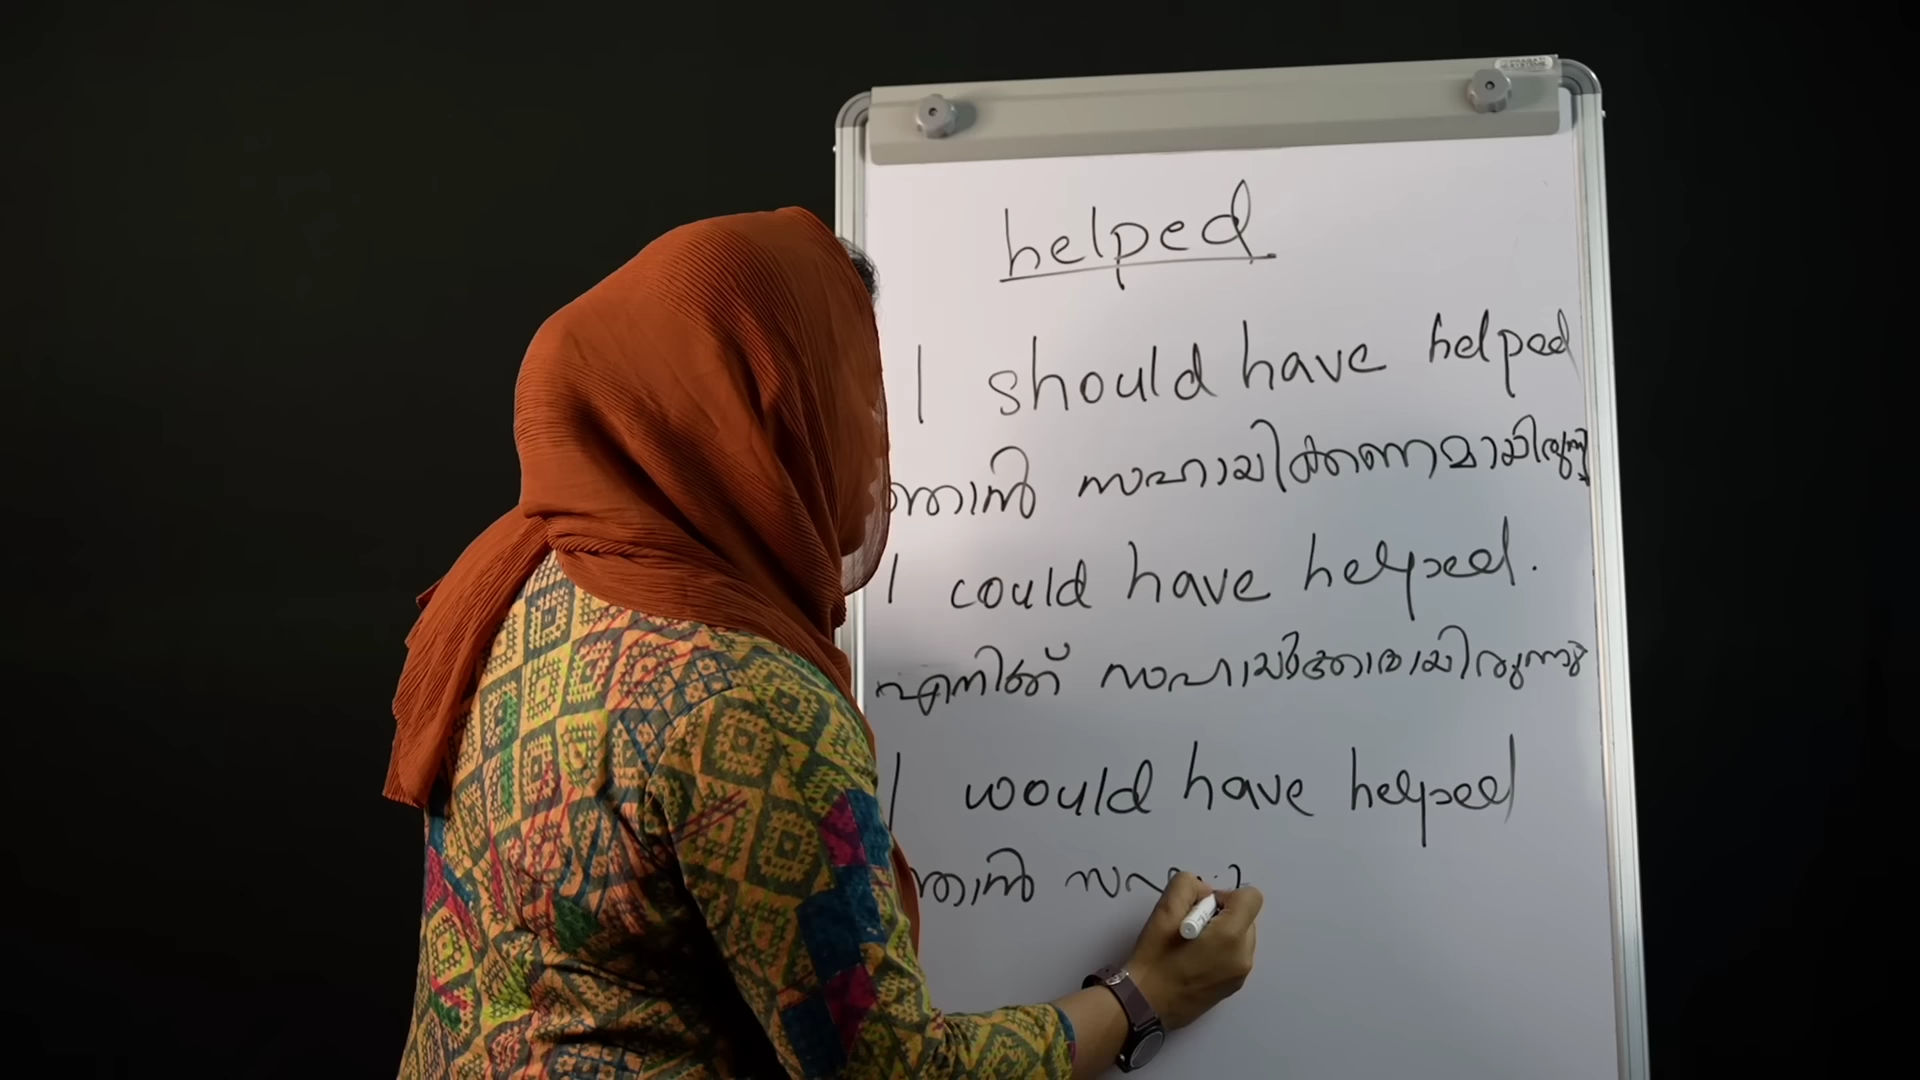 helped
I should have helped
ഞാൻ സഹായിക്കണമായിരുന്നു
I could have helped.
എനിക്ക് സഹായിക്കാമായിരുന്നു
I would have helped
ഞാൻ